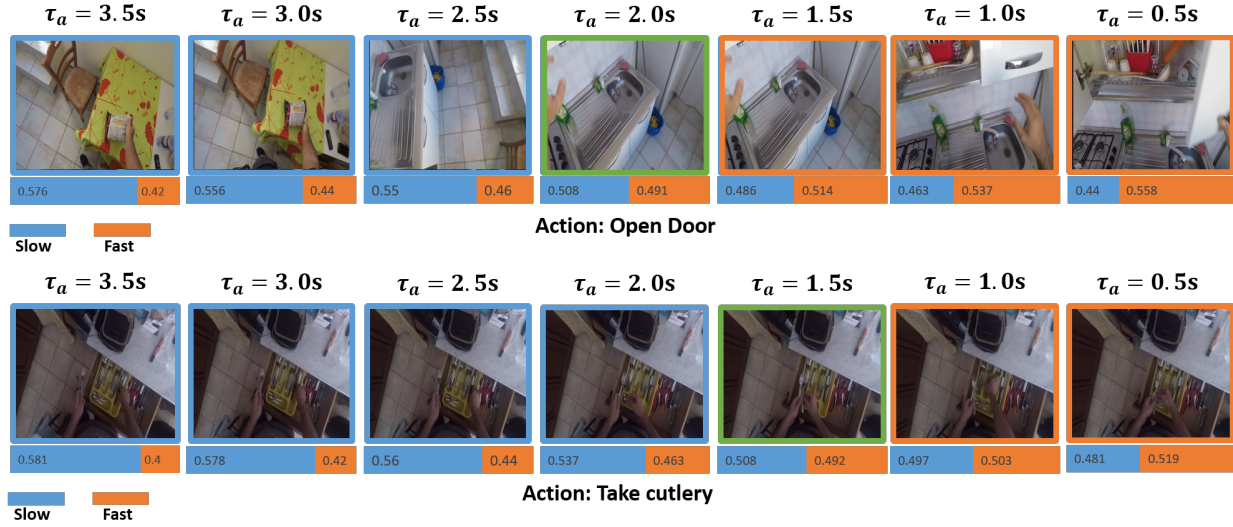 τₐ = 3.5s τₐ = 3.0s τₐ = 2.5s τₐ = 2.0s τₐ = 1.5s τₐ = 1.0s τₐ = 0.5s
0.576 0.42 0.556 0.44 0.55 0.46 0.508 0.491 0.486 0.514 0.463 0.537 0.44 0.558
Action: Open Door
Slow Fast
τₐ = 3.5s τₐ = 3.0s τₐ = 2.5s τₐ = 2.0s τₐ = 1.5s τₐ = 1.0s τₐ = 0.5s
0.581 0.4 0.578 0.42 0.56 0.44 0.537 0.463 0.508 0.492 0.497 0.503 0.481 0.519
Action: Take cutlery
Slow Fast